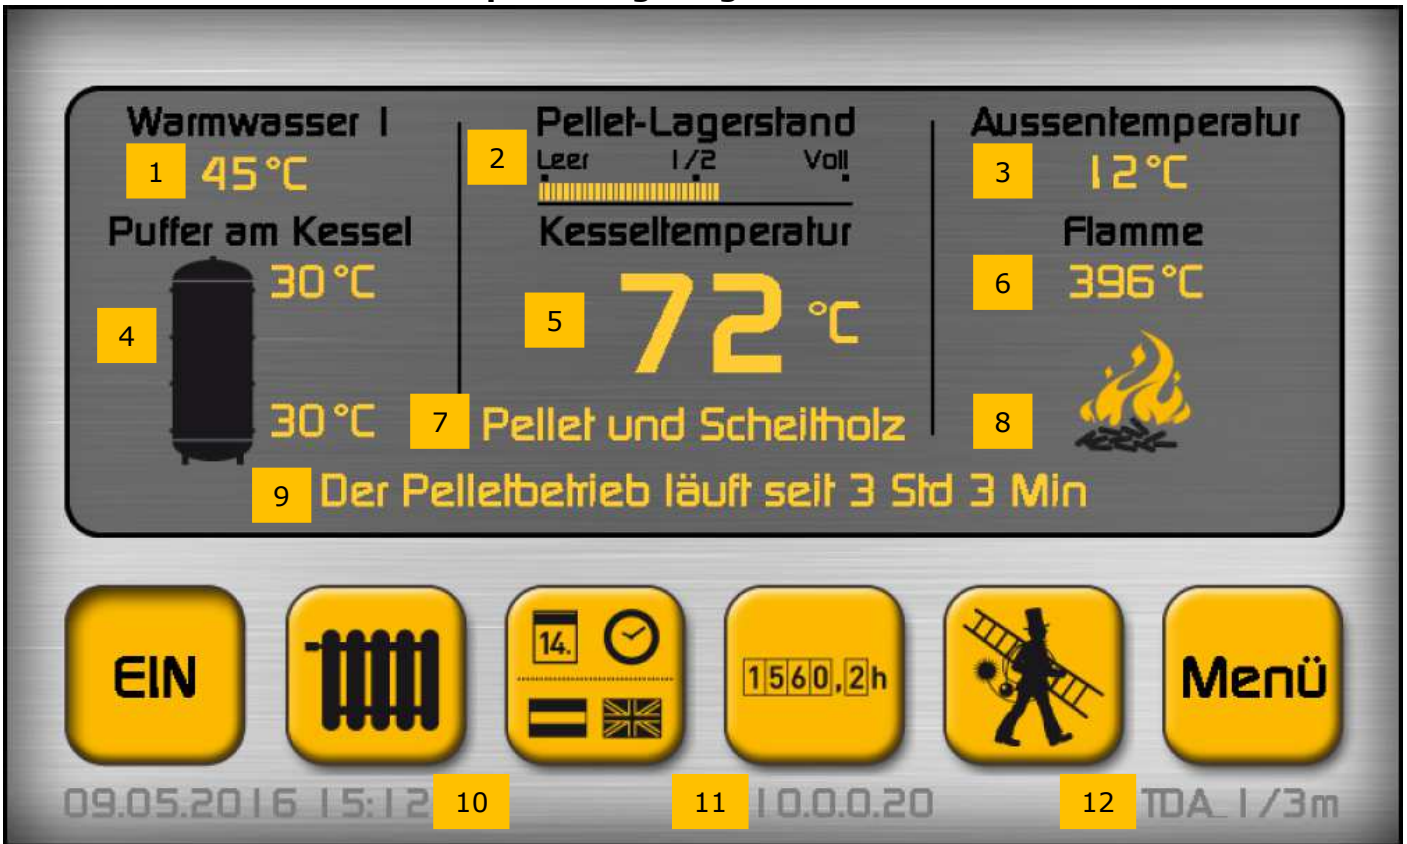 Warmwasser 1
1 45°C
Pellet-Lagerstand
2 Leer 1/2 Voll
Aussentemperatur
3 12°C
Puffer am Kessel
30°C
4
30°C
Kesseltemperatur
5 72 °C
Flamme
6 396°C
7 Pellet und Scheitholz
8
9 Der Pelletbetrieb läuft seit 3 Std 3 Min
EIN
14.
1560,2h
Menü
09.05.2016 15:12 10
11 10.0.0.20
12 TDA_1/3m